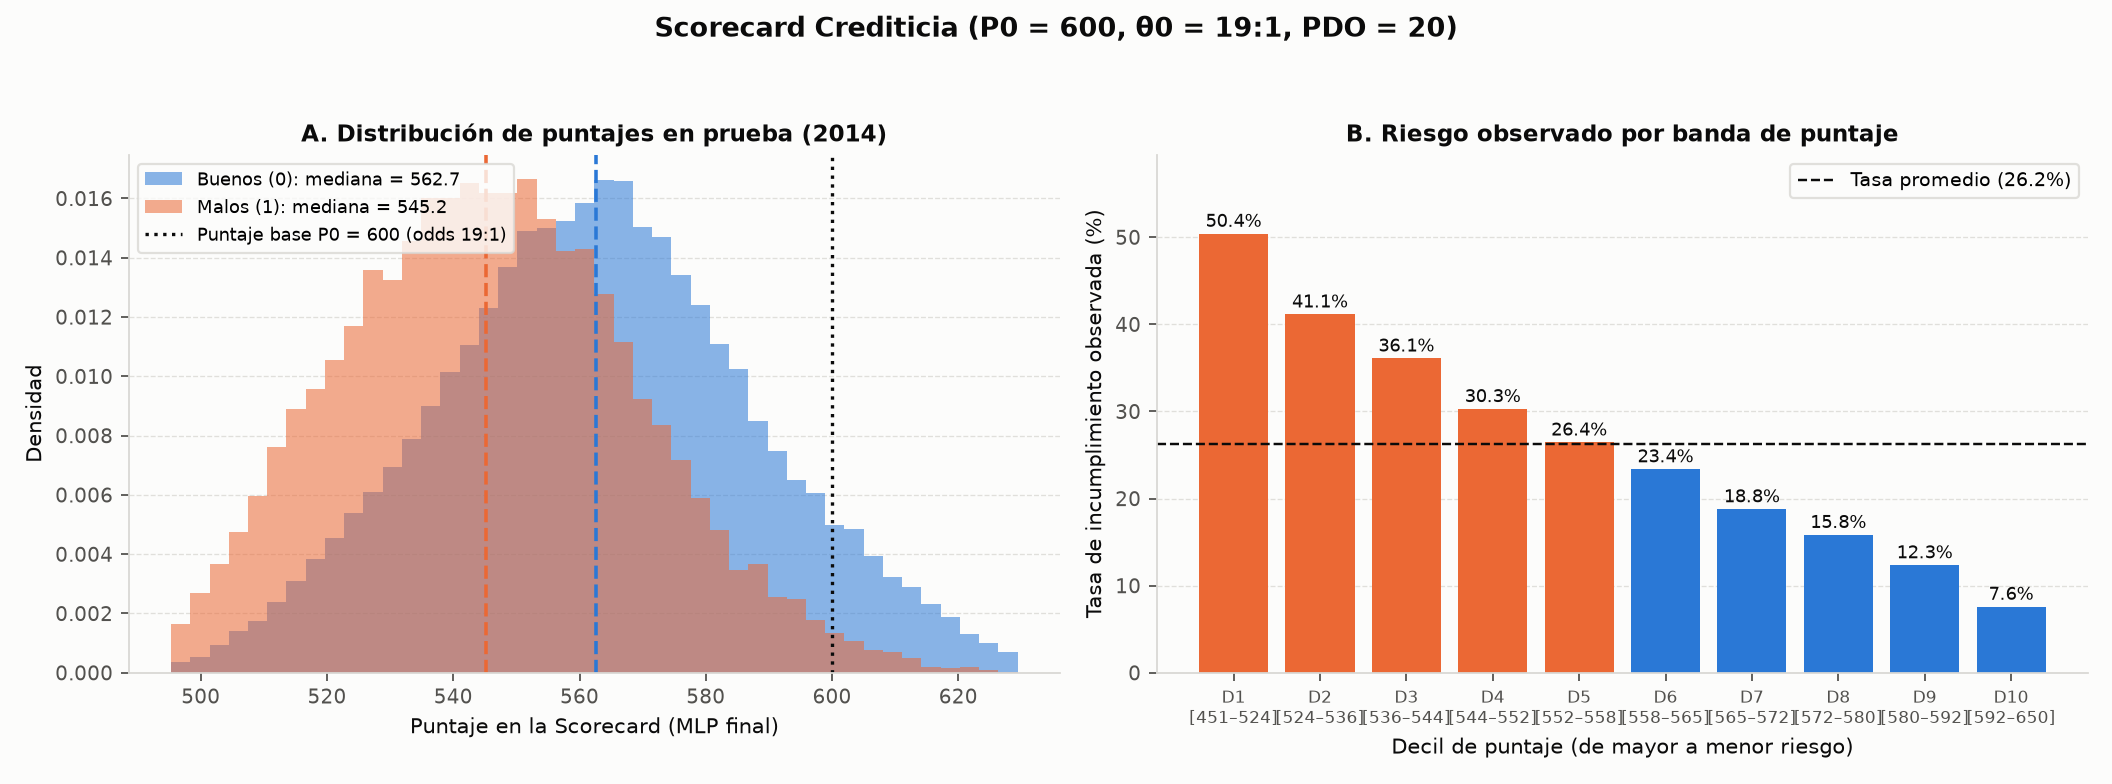 Scorecard Crediticia (P0 = 600, θ0 = 19:1, PDO = 20)
A. Distribución de puntajes en prueba (2014)
Buenos (0): mediana = 562.7
Malos (1): mediana = 545.2
Puntaje base P0 = 600 (odds 19:1)
Densidad
0.016
0.014
0.012
0.010
0.008
0.006
0.004
0.002
0.000
500 520 540 560 580 600 620
Puntaje en la Scorecard (MLP final)
B. Riesgo observado por banda de puntaje
Tasa promedio (26.2%)
Tasa de incumplimiento observada (%)
50
40
30
20
10
0
50.4%
41.1%
36.1%
30.3%
26.4%
23.4%
18.8%
15.8%
12.3%
7.6%
D1 D2 D3 D4 D5 D6 D7 D8 D9 D10
[451–524] [524–536] [536–544] [544–552] [552–558] [558–565] [565–572] [572–580] [580–592] [592–650]
Decil de puntaje (de mayor a menor riesgo)